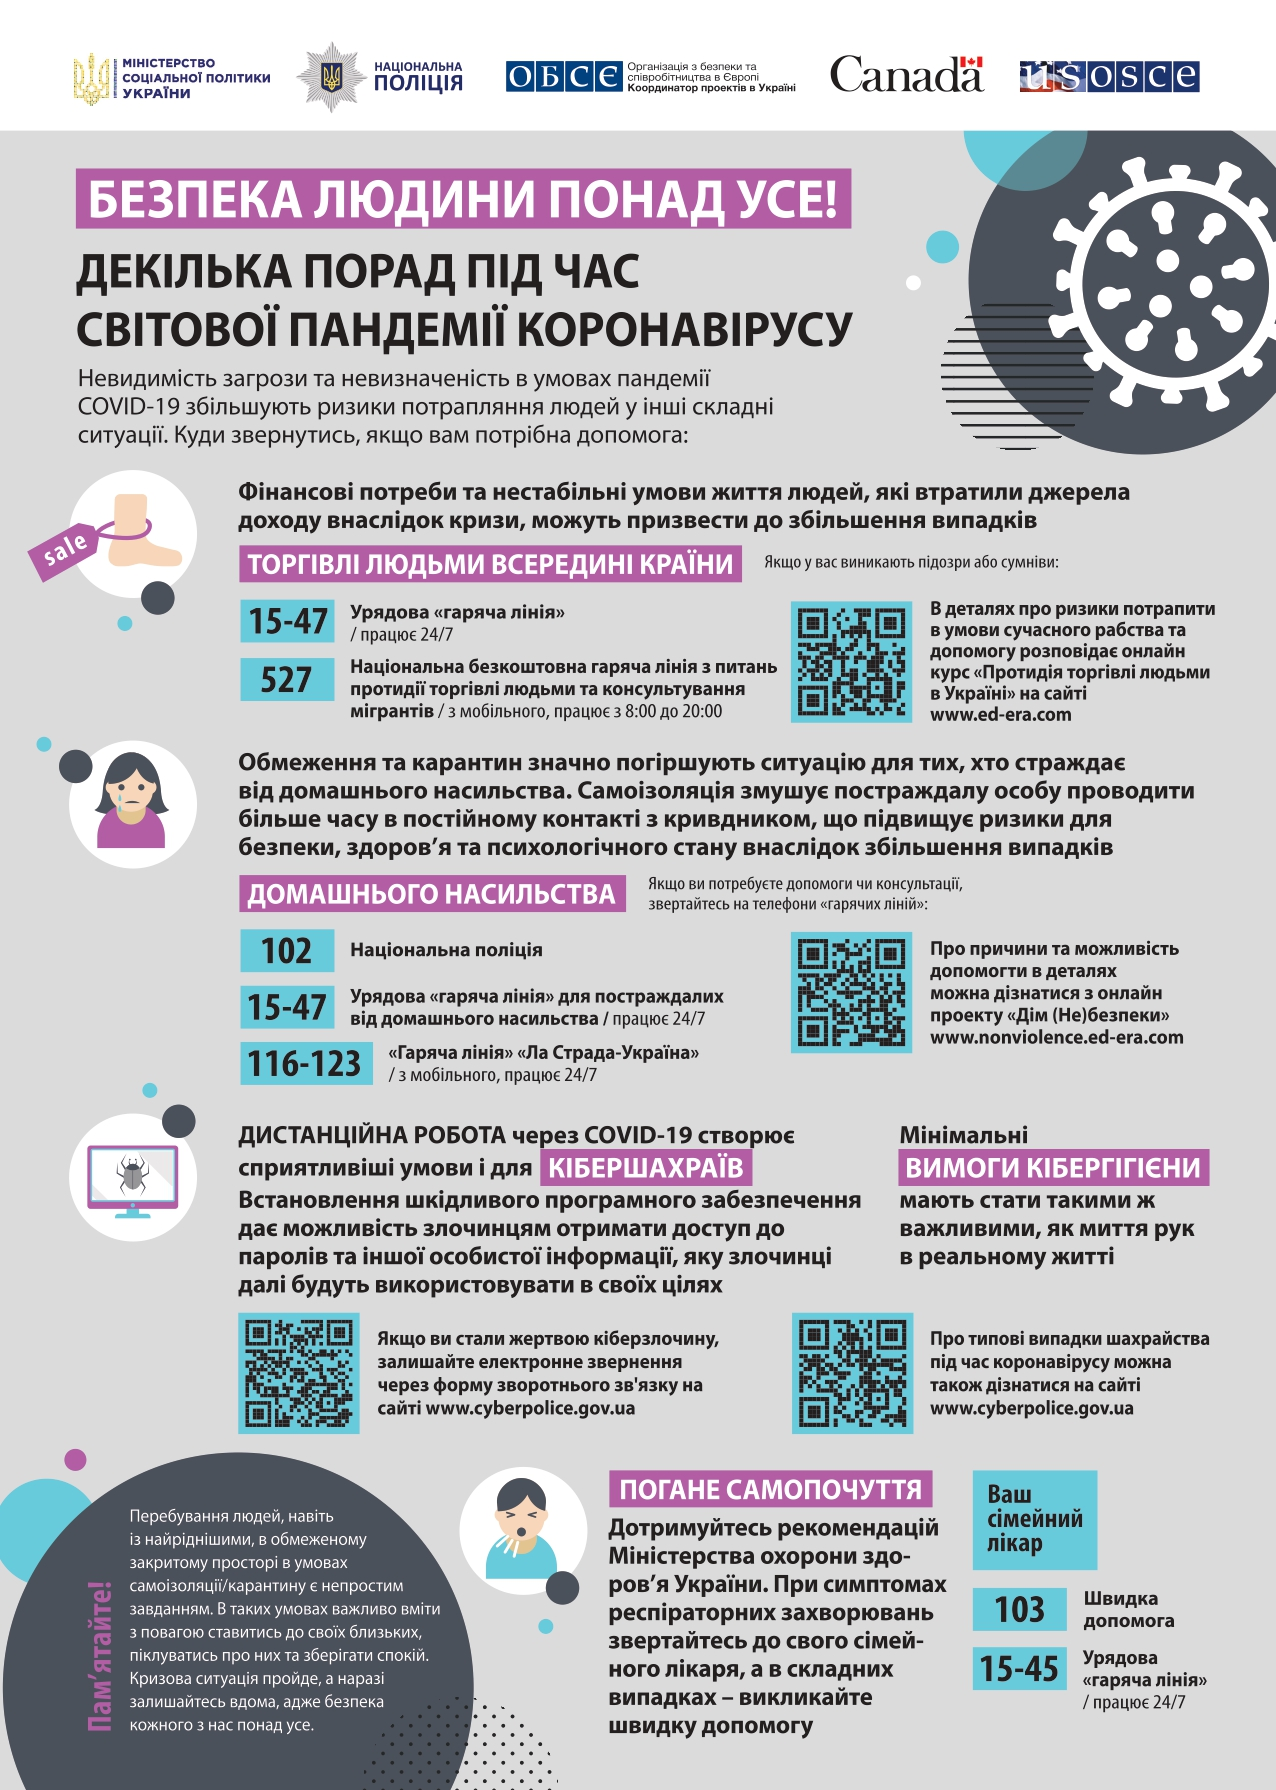 МІНІСТЕРСТВО
СОЦІАЛЬНОЇ ПОЛІТИКИ
УКРАЇНИ
НАЦІОНАЛЬНА
ПОЛІЦІЯ
ОБСЄ
Організація з безпеки та
співробітництва в Європі
Координатор проектів в Україні
Canada
usosce
БЕЗПЕКА ЛЮДИНИ ПОНАД УСЕ!
ДЕКІЛЬКА ПОРАД ПІД ЧАС
СВІТОВОЇ ПАНДЕМІЇ КОРОНАВІРУСУ
Невидимість загрози та невизначеність в умовах пандемії
COVID-19 збільшують ризики потрапляння людей у інші складні
ситуації. Куди звернутись, якщо вам потрібна допомога:
sale
Фінансові потреби та нестабільні умови життя людей, які втратили джерела
доходу внаслідок кризи, можуть призвести до збільшення випадків
ТОРГІВЛІ ЛЮДЬМИ ВСЕРЕДИНІ КРАЇНИ
Якщо у вас виникають підозри або сумніви:
15-47
Урядова «гаряча лінія»
/ працює 24/7
527
Національна безкоштовна гаряча лінія з питань
протидії торгівлі людьми та консультування
мігрантів / з мобільного, працює з 8:00 до 20:00
В деталях про ризики потрапити
в умови сучасного рабства та
допомогу розповідає онлайн
курс «Протидія торгівлі людьми
в Україні» на сайті
www.ed-era.com
Обмеження та карантин значно погіршують ситуацію для тих, хто страждає
від домашнього насильства. Самоізоляція змушує постраждалу особу проводити
більше часу в постійному контакті з кривдником, що підвищує ризики для
безпеки, здоров’я та психологічного стану внаслідок збільшення випадків
ДОМАШНЬОГО НАСИЛЬСТВА
Якщо ви потребуєте допомоги чи консультації,
звертайтесь на телефони «гарячих ліній»:
102
Національна поліція
15-47
Урядова «гаряча лінія» для постраждалих
від домашнього насильства / працює 24/7
116-123
«Гаряча лінія» «Ла Страда-Україна»
/ з мобільного, працює 24/7
Про причини та можливість
допомогти в деталях
можна дізнатися з онлайн
проекту «Дім (Не)безпеки»
www.nonviolence.ed-era.com
ДИСТАНЦІЙНА РОБОТА через COVID-19 створює
сприятливіші умови і для КІБЕРШАХРАЇВ
Встановлення шкідливого програмного забезпечення
дає можливість злочинцям отримати доступ до
паролів та іншої особистої інформації, яку злочинці
далі будуть використовувати в своїх цілях
Мінімальні
ВИМОГИ КІБЕРГІГІЄНИ
мають стати такими ж
важливими, як миття рук
в реальному житті
Якщо ви стали жертвою кіберзлочину,
залишайте електронне звернення
через форму зворотнього зв'язку на
сайті www.cyberpolice.gov.ua
Про типові випадки шахрайства
під час коронавірусу можна
також дізнатися на сайті
www.cyberpolice.gov.ua
Пам’ятайте!
Перебування людей, навіть
із найріднішими, в обмеженому
закритому просторі в умовах
самоізоляції/карантину є непростим
завданням. В таких умовах важливо вміти
з повагою ставитись до своїх близьких,
піклуватись про них та зберігати спокій.
Кризова ситуація пройде, а наразі
залишайтесь вдома, адже безпека
кожного з нас понад усе.
ПОГАНЕ САМОПОЧУТТЯ
Дотримуйтесь рекомендацій
Міністерства охорони здо-
ров’я України. При симптомах
респіраторних захворювань
звертайтесь до свого сімей-
ного лікаря, а в складних
випадках – викликайте
швидку допомогу
Ваш
сімейний
лікар
103
Швидка
допомога
15-45
Урядова
«гаряча лінія»
/ працює 24/7